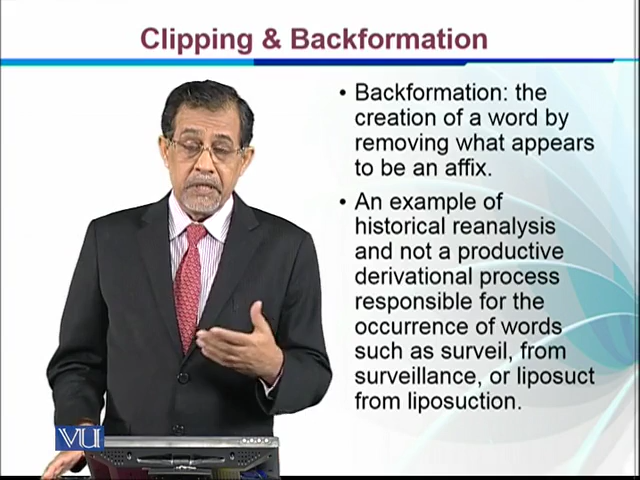 Clipping & Backformation
• Backformation: the
creation of a word by
removing what appears
to be an affix.
• An example of
historical reanalysis
and not a productive
derivational process
responsible for the
occurrence of words
such as surveil, from
surveillance, or liposuct
from liposuction.
VU